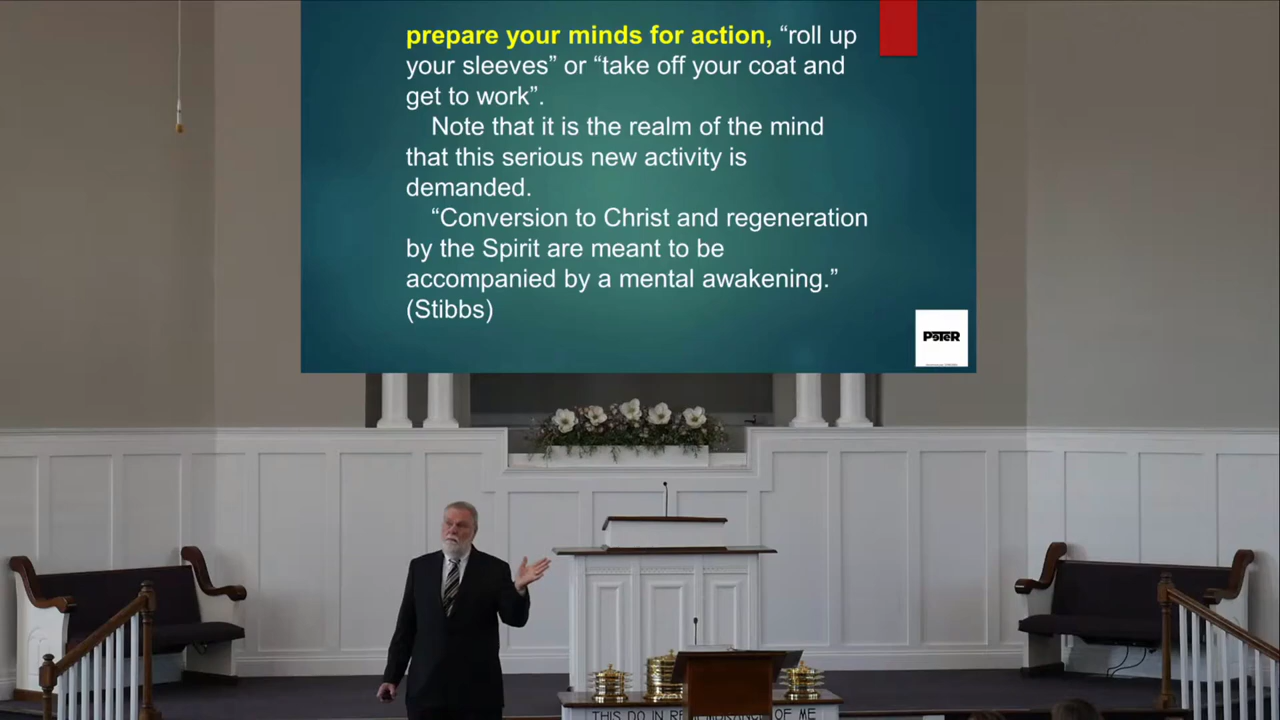 prepare your minds for action, “roll up
your sleeves” or “take off your coat and
get to work”.
Note that it is the realm of the mind
that this serious new activity is
demanded.
“Conversion to Christ and regeneration
by the Spirit are meant to be
accompanied by a mental awakening.”
(Stibbs)
PeTeR
THIS DO IN OF ME